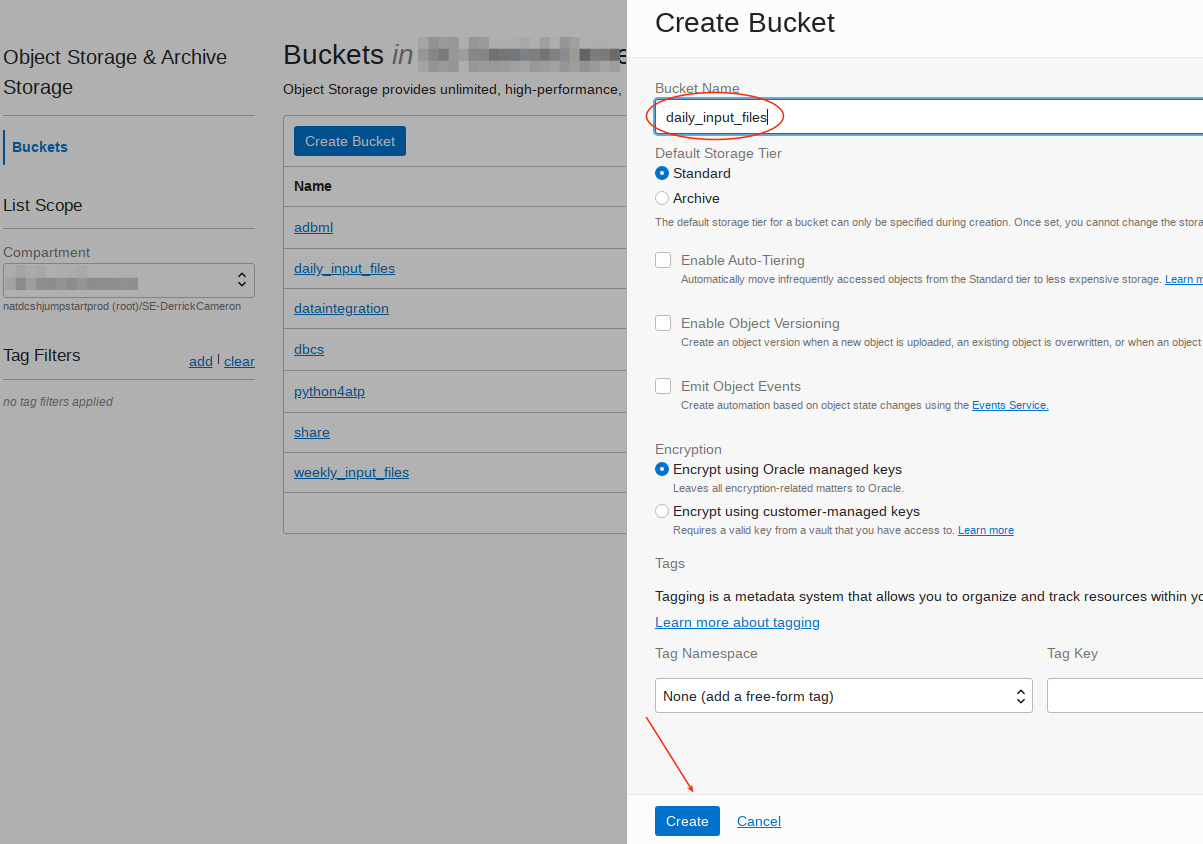 Object Storage & Archive
Storage
Buckets
List Scope
Compartment
natdcshjumpstartprod (root)/SE-DerrickCameron
Tag Filters
add | clear
no tag filters applied
Buckets in
Object Storage provides unlimited, high-performance,
Create Bucket
Name
adbml
daily_input_files
dataintegration
dbcs
python4atp
share
weekly_input_files
Create Bucket
Bucket Name
daily_input_files
Default Storage Tier
Standard
Archive
The default storage tier for a bucket can only be specified during creation. Once set, you cannot change the stora
Enable Auto-Tiering
Automatically move infrequently accessed objects from the Standard tier to less expensive storage. Learn m
Enable Object Versioning
Create an object version when a new object is uploaded, an existing object is overwritten, or when an object
Emit Object Events
Create automation based on object state changes using the Events Service.
Encryption
Encrypt using Oracle managed keys
Leaves all encryption-related matters to Oracle.
Encrypt using customer-managed keys
Requires a valid key from a vault that you have access to. Learn more
Tags
Tagging is a metadata system that allows you to organize and track resources within yo
Learn more about tagging
Tag Namespace
Tag Key
None (add a free-form tag)
Create
Cancel